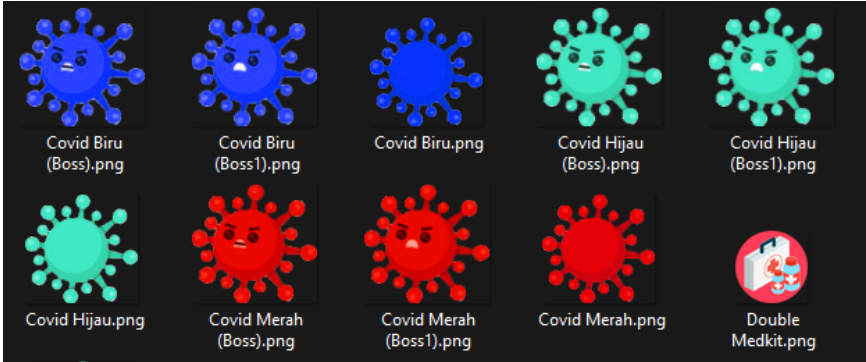 Covid Biru
(Boss).png
Covid Biru
(Boss1).png
Covid Biru.png
Covid Hijau
(Boss).png
Covid Hijau
(Boss1).png
Covid Hijau.png
Covid Merah
(Boss).png
Covid Merah
(Boss1).png
Covid Merah.png
Double
Medkit.png